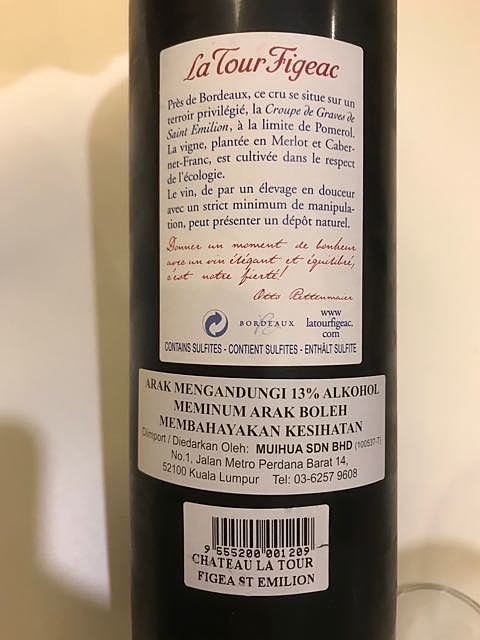 La Tour Figeac
Près de Bordeaux, ce cru se situe sur un
terroir privilégié, la Croupe de Graves de
Saint Emilion, à la limite de Pomerol.
La vigne, plantée en Merlot et Caber-
net-Franc, est cultivée dans le respect
de l'écologie.
Le vin, de par un élevage en douceur
avec un strict minimum de manipula-
tion, peut présenter un dépôt naturel.
Donner un moment de bonheur
avec un vin élégant et équilibré,
c'est notre fierté!
Otto Rettenmaier
BORDEAUX
www
latourfigeac.
com
CONTAINS SULFITES - CONTIENT SULFITES - ENTHÄLT SULFITE
ARAK MENGANDUNGI 13% ALKOHOL
MEMINUM ARAK BOLEH
MEMBAHAYAKAN KESIHATAN
Diimport / Diedarkan Oleh: MUIHUA SDN BHD (100537-T)
No.1, Jalan Metro Perdana Barat 14,
52100 Kuala Lumpur Tel: 03-6257 9608
9 555200 001209
CHATEAU LA TOUR
FIGEA ST EMILION